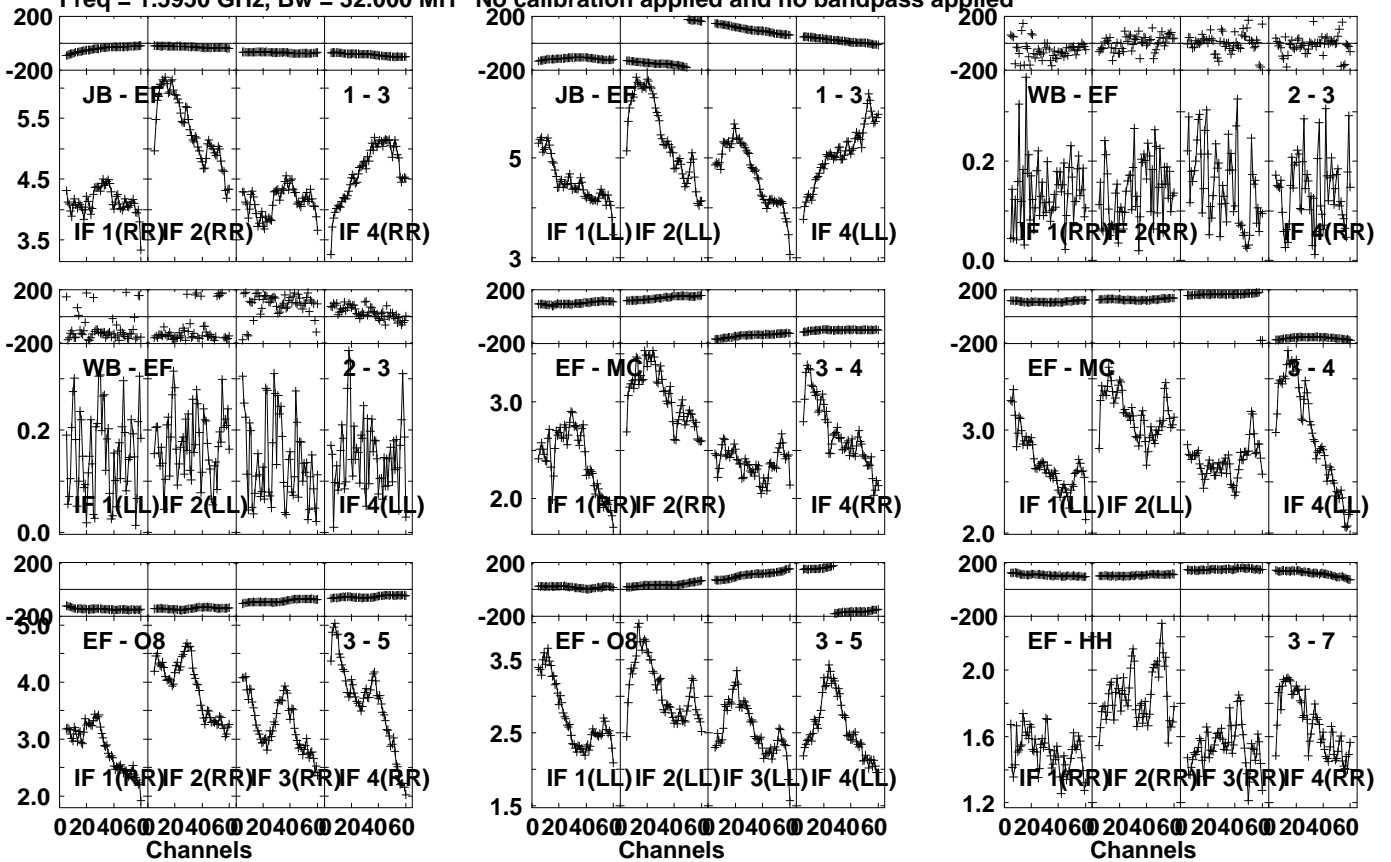 Freq = 1.5950 GHz, Bw = 32.000 MH No calibration applied and no bandpass applied
200
-200
JB - EF 1 - 3
5.5
4.5
3.5
IF 1(RR) IF 2(RR) IF 4(RR)
200
-200
JB - EF 1 - 3
5
3
IF 1(LL) IF 2(LL) IF 4(LL)
200
-200
WB - EF 2 - 3
0.2
0.0
IF 1(RR) IF 2(RR) IF 4(RR)
200
-200
WB - EF 2 - 3
0.2
0.0
IF 1(LL) IF 2(LL) IF 4(LL)
200
-200
EF - MC 3 - 4
3.0
2.0
IF 1(RR) IF 2(RR) IF 4(RR)
200
-200
EF - MC 3 - 4
3.0
2.0
IF 1(LL) IF 2(LL) IF 4(LL)
200
-200
5.0
EF - O8 3 - 5
4.0
3.0
2.0
IF 1(RR) IF 2(RR) IF 3(RR) IF 4(RR)
0 20 40 60 0 20 40 60 0 20 40 60 0 20 40 60
Channels
200
-200
EF - O8 3 - 5
3.5
2.5
1.5
IF 1(LL) IF 2(LL) IF 3(LL) IF 4(LL)
0 20 40 60 0 20 40 60 0 20 40 60 0 20 40 60
Channels
200
-200
EF - HH 3 - 7
2.0
1.6
1.2
IF 1(RR) IF 2(RR) IF 3(RR) IF 4(RR)
0 20 40 60 0 20 40 60 0 20 40 60 0 20 40 60
Channels